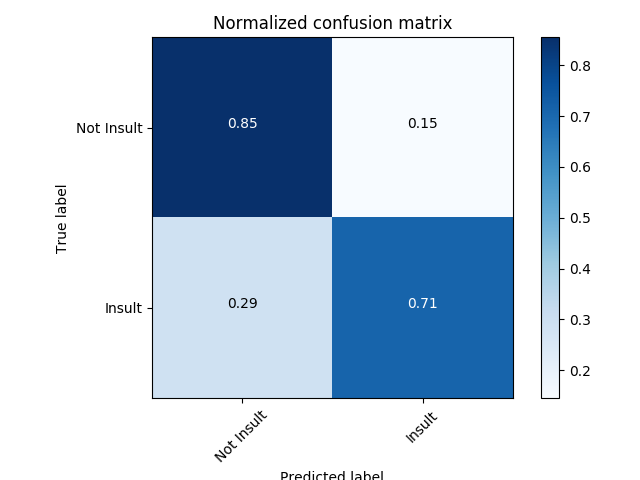 Normalized confusion matrix
True label
Not Insult
Insult
0.85
0.15
0.29
0.71
Not Insult
Insult
Predicted label
0.8
0.7
0.6
0.5
0.4
0.3
0.2